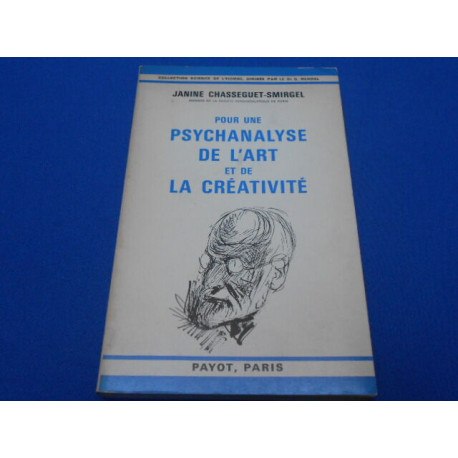 COLLECTION SCIENCE DE L'HOMME, DIRIGÉE PAR LE Dr G. MENDEL
JANINE CHASSEGUET-SMIRGEL
MEMBRE DE LA SOCIÉTÉ PSYCHANALYTIQUE DE PARIS
POUR UNE
PSYCHANALYSE
DE L'ART
ET DE
LA CRÉATIVITÉ
PAYOT, PARIS